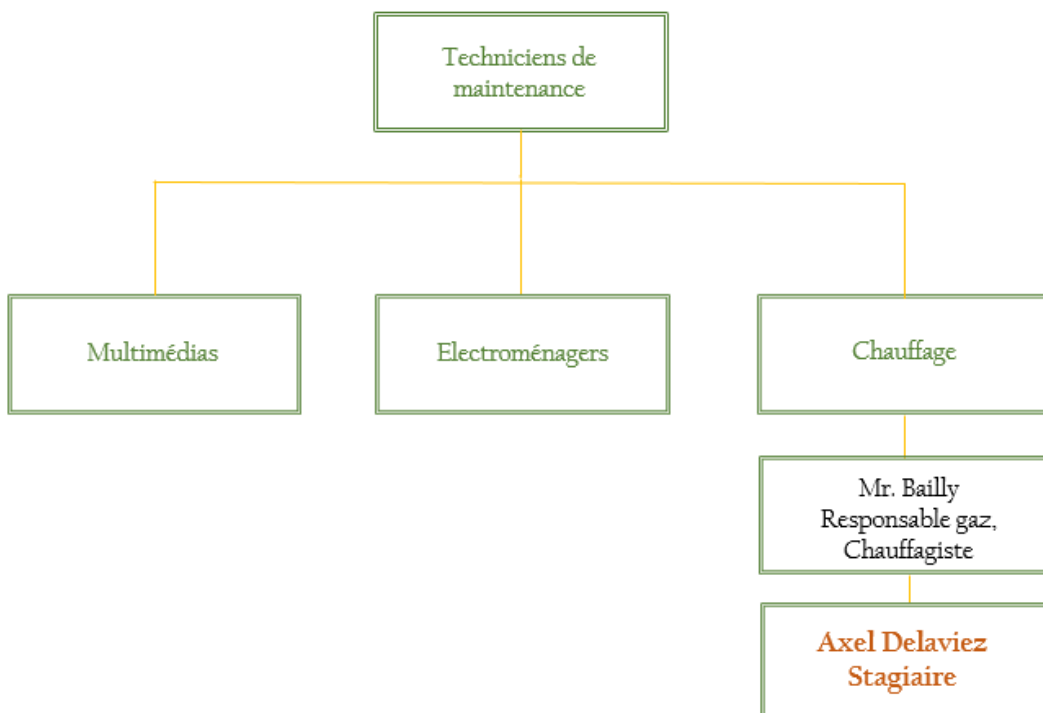 Techniciens de
maintenance
Multimédias
Electroménagers
Chauffage
Mr. Bailly
Responsable gaz,
Chauffagiste
Axel Delaviez
Stagiaire